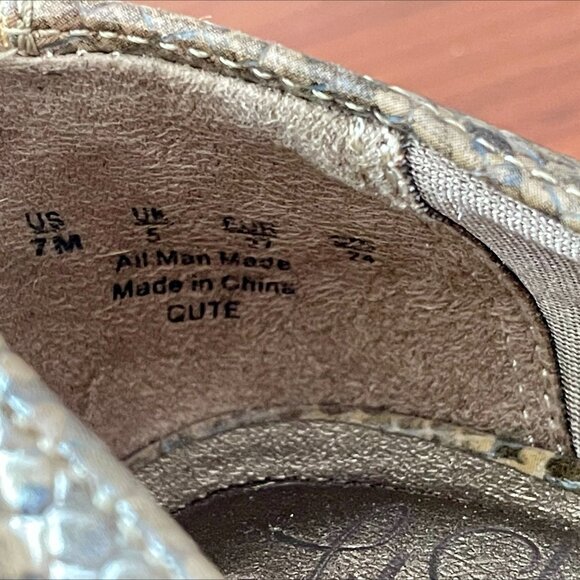 US UK EUR
7M 5
All Man Made
Made in China
CUTE